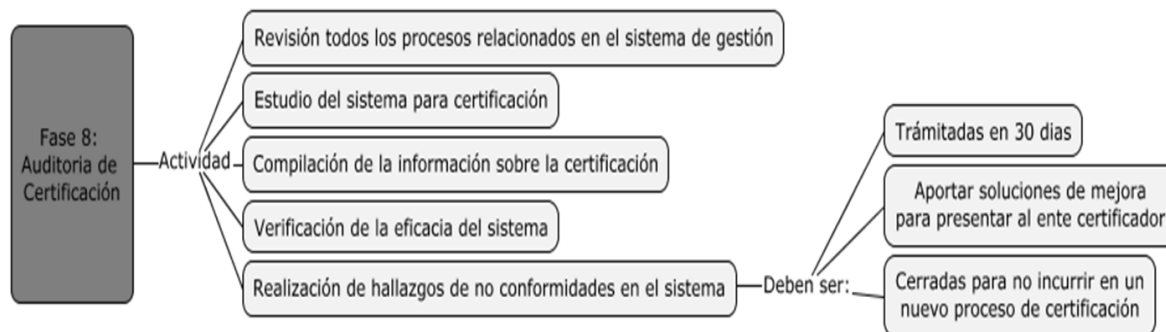 Fase 8:
Auditoria de
Certificación
Actividad
Revisión todos los procesos relacionados en el sistema de gestión
Estudio del sistema para certificación
Compilación de la información sobre la certificación
Verificación de la eficacia del sistema
Realización de hallazgos de no conformidades en el sistema
Deben ser:
Trámitadas en 30 dias
Aportar soluciones de mejora
para presentar al ente certificador
Cerradas para no incurrir en un
nuevo proceso de certificación